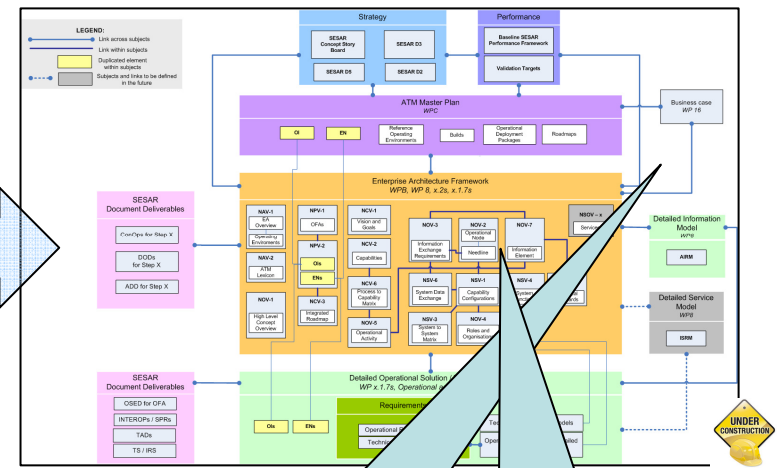 LEGEND:
Link across subjects
Link within subjects
Duplicated element
within subjects
Subjects and links to be defined
in the future
Strategy
SESAR
Concept Story
Board
SESAR D3
SESAR D5
SESAR D2
Performance
Baseline SESAR
Performance Framework
Validation Targets
ATM Master Plan
WPC
OI
EN
Reference
Operating
Environments
Builds
Operational
Deployment
Packages
Roadmaps
Business case
WP 16
Enterprise Architecture Framework
WPB, WP 8, x.2s, x.1.7s
NAV-1
EA
Overview
Operating
Enviroments
NAV-2
ATM
Lexicon
NOV-1
High Level
Concept
Overview
NPV-1
OFAs
NPV-2
OIs
ENs
NCV-3
Integrated
Roadmap
NCV-1
Vision and
Goals
NCV-2
Capabilities
NCV-6
Process to
Capability
Matrix
NOV-5
Operational
Activity
NOV-3
Information
Exchange
Requirements
NOV-2
Operational
Node
Needline
NOV-7
Information
Element
NSOV – x
Services
NSV-6
System Data
Exchange
NSV-1
Capability
Configurations
NSV-4
NSV-3
System to
System
Matrix
NOV-4
Roles and
SESAR
Document Deliverables
ConOps for Step X
DODs
for Step X
ADD for Step X
Detailed Information
Model
WP8
AIRM
Detailed Service
Model
WP8
ISRM
SESAR
Document Deliverables
OSED for OFA
INTEROPs / SPRs
TADs
TS / IRS
Detailed Operational Solution
WP x.1.7s, Operational
OIs
ENs
Requirements
UNDER
CONSTRUCTION